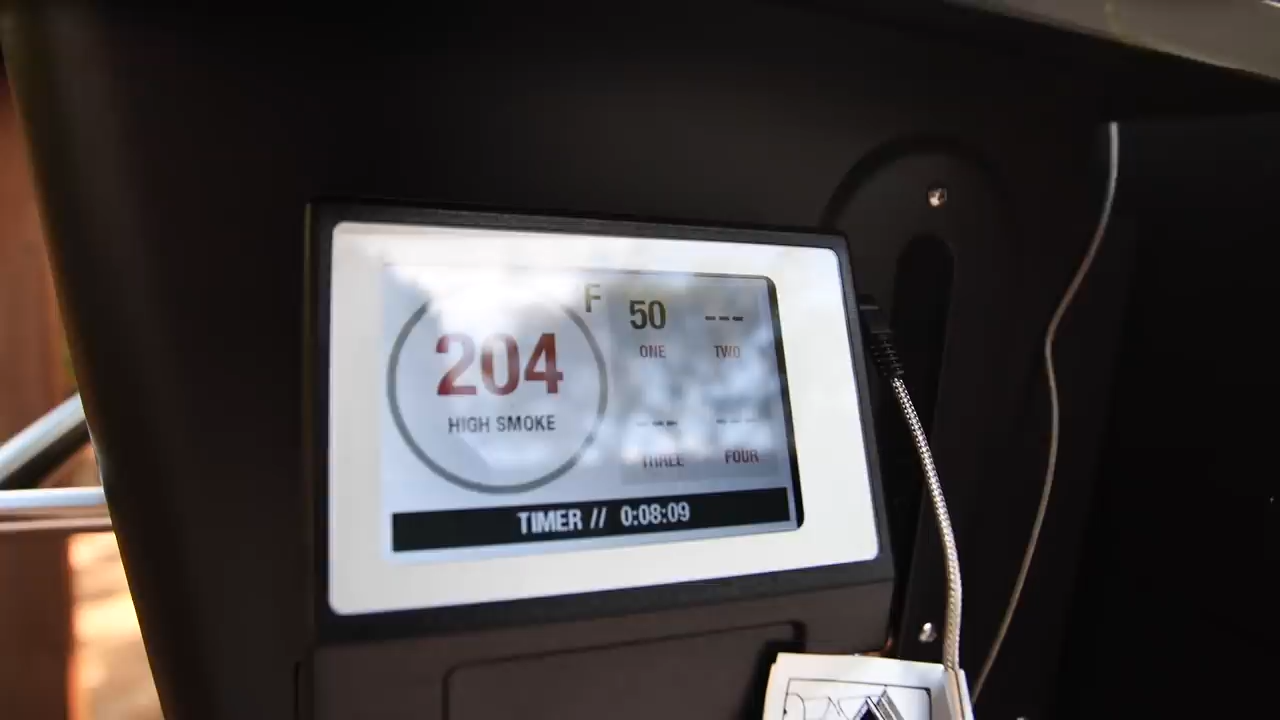 204
HIGH SMOKE
F
50
---
ONE
TWO
---
---
THREE
FOUR
TIMER // 0:08:09